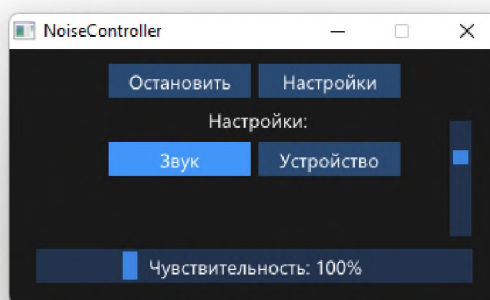 NoiseController
Остановить Настройки
Настройки:
Звук Устройство
Чувствительность: 100%